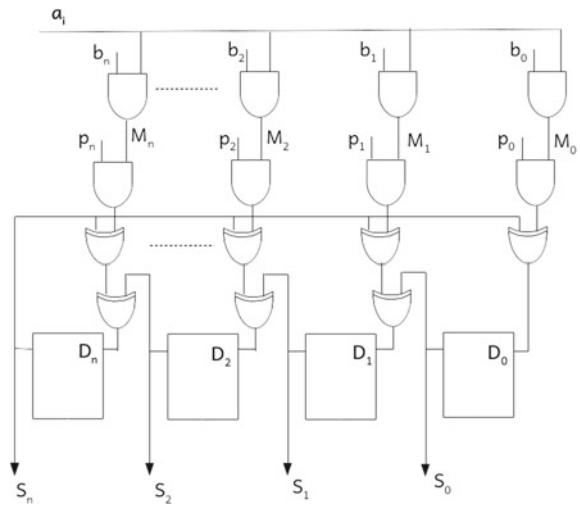 a_i
b_n b_2 b_1 b_0
p_n M_n p_2 M_2 p_1 M_1 p_0 M_0
D_n D_2 D_1 D_0
S_n S_2 S_1 S_0